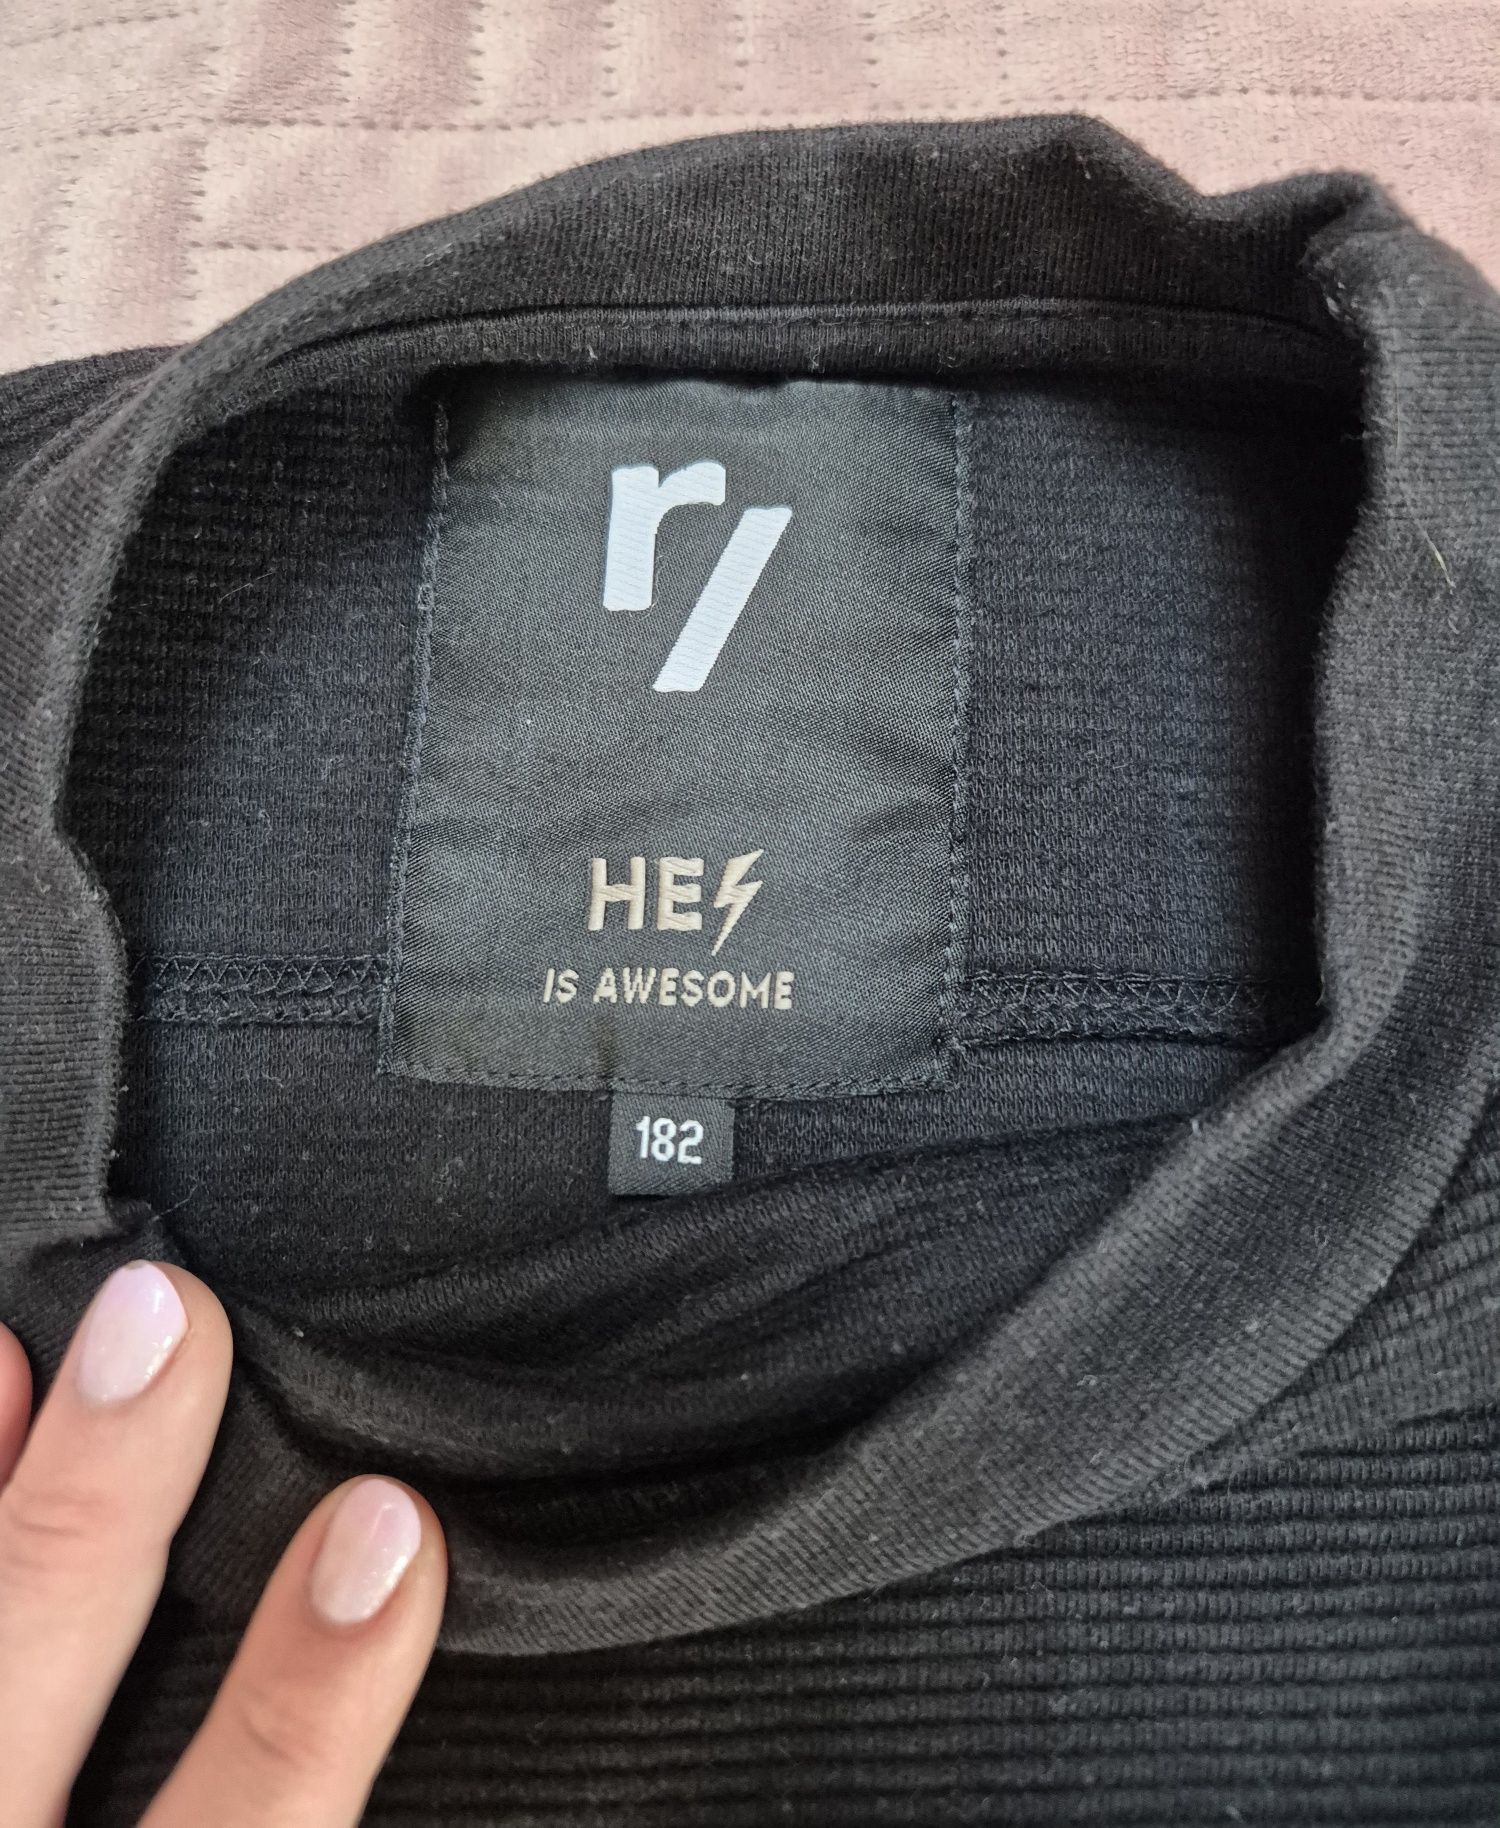 r/
HE⚡
IS AWESOME
182